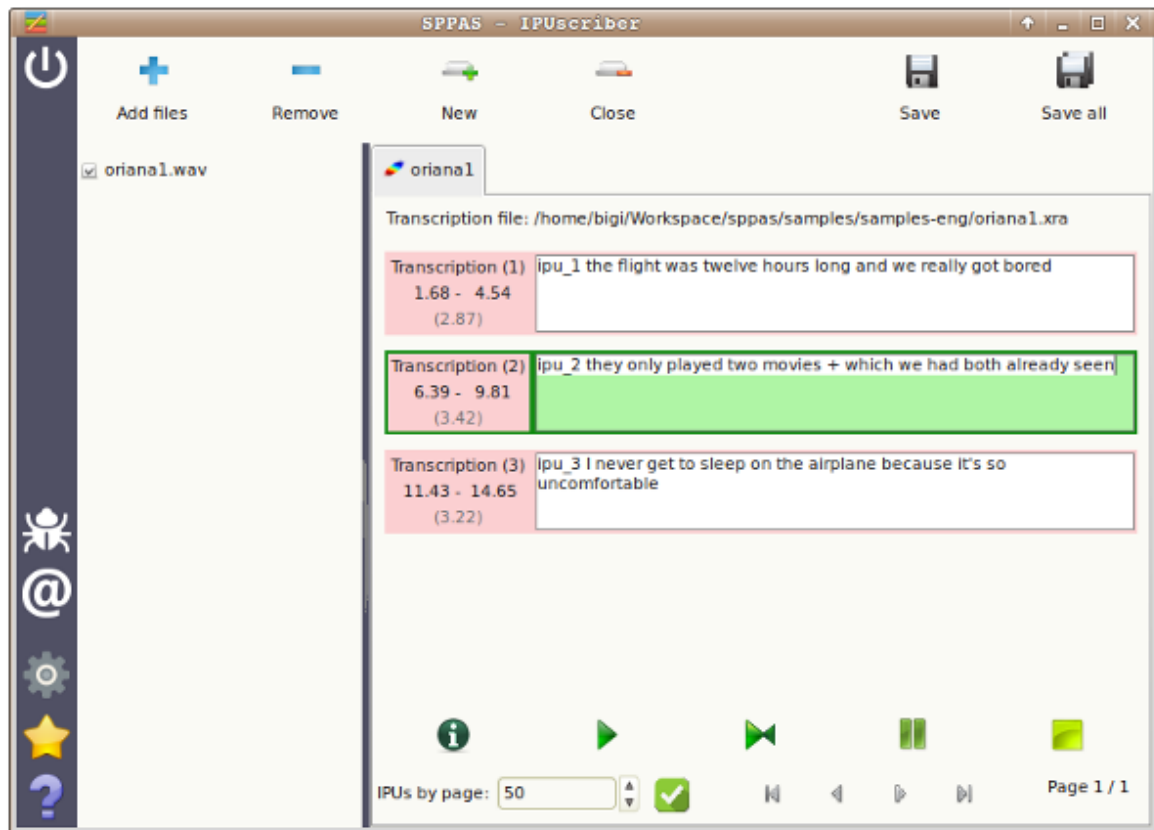 SPPAS - IPUscriber
Add files
Remove
New
Close
Save
Save all
oriana1.wav
oriana1
Transcription file: /home/bigi/Workspace/sppas/samples/samples-eng/oriana1.xra
Transcription (1)
1.68 - 4.54
(2.87)
ipu_1 the flight was twelve hours long and we really got bored
Transcription (2)
6.39 - 9.81
(3.42)
ipu_2 they only played two movies + which we had both already seen
Transcription (3)
11.43 - 14.65
(3.22)
ipu_3 I never get to sleep on the airplane because it's so
uncomfortable
IPUs by page: 50
Page 1 / 1